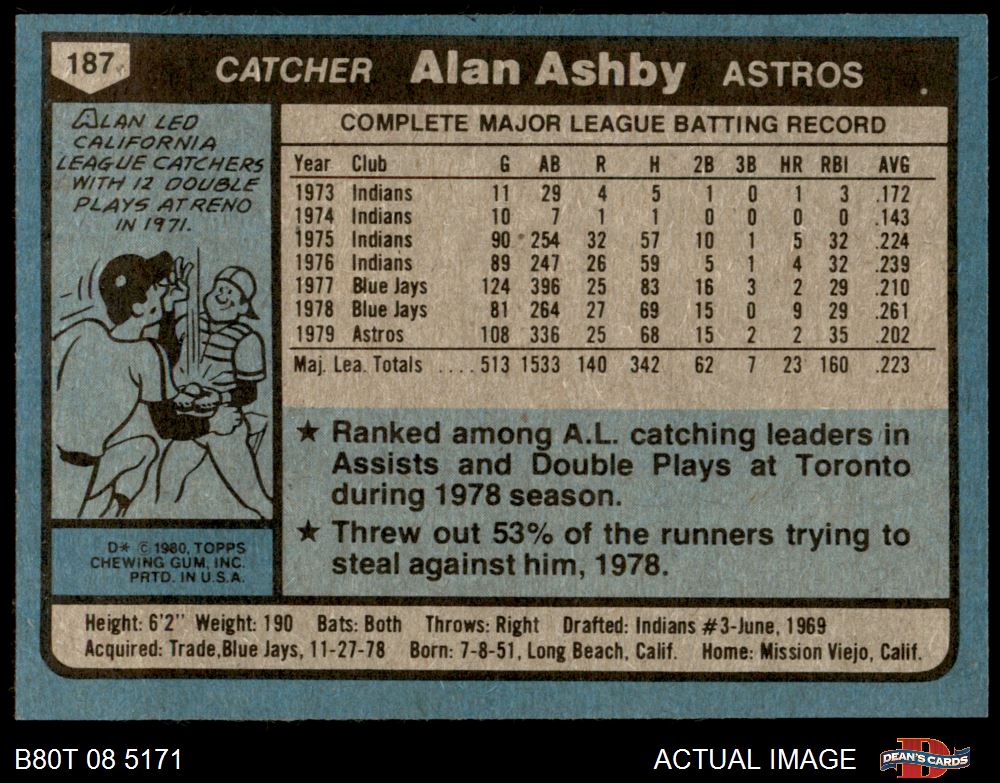 187
CATCHER Alan Ashby ASTROS
ALAN LED
CALIFORNIA
LEAGUE CATCHERS
WITH 12 DOUBLE
PLAYS AT RENO
IN 1971.
D* © 1980, TOPPS
CHEWING GUM, INC.
PRTD. IN U.S.A.
COMPLETE MAJOR LEAGUE BATTING RECORD
Year Club G AB R H 2B 3B HR RBI AVG
1973 Indians 11 29 4 5 1 0 1 3 .172
1974 Indians 10 7 1 1 0 0 0 0 .143
1975 Indians 90 254 32 57 10 1 5 32 .224
1976 Indians 89 247 26 59 5 1 4 32 .239
1977 Blue Jays 124 396 25 83 16 3 2 29 .210
1978 Blue Jays 81 264 27 69 15 0 9 29 .261
1979 Astros 108 336 25 68 15 2 2 35 .202
Maj. Lea. Totals .... 513 1533 140 342 62 7 23 160 .223
★ Ranked among A.L. catching leaders in
Assists and Double Plays at Toronto
during 1978 season.
★ Threw out 53% of the runners trying to
steal against him, 1978.
Height: 6'2" Weight: 190 Bats: Both Throws: Right Drafted: Indians #3-June, 1969
Acquired: Trade,Blue Jays, 11-27-78 Born: 7-8-51, Long Beach, Calif. Home: Mission Viejo, Calif.
B80T 08 5171
ACTUAL IMAGE
DEAN'S CARDS